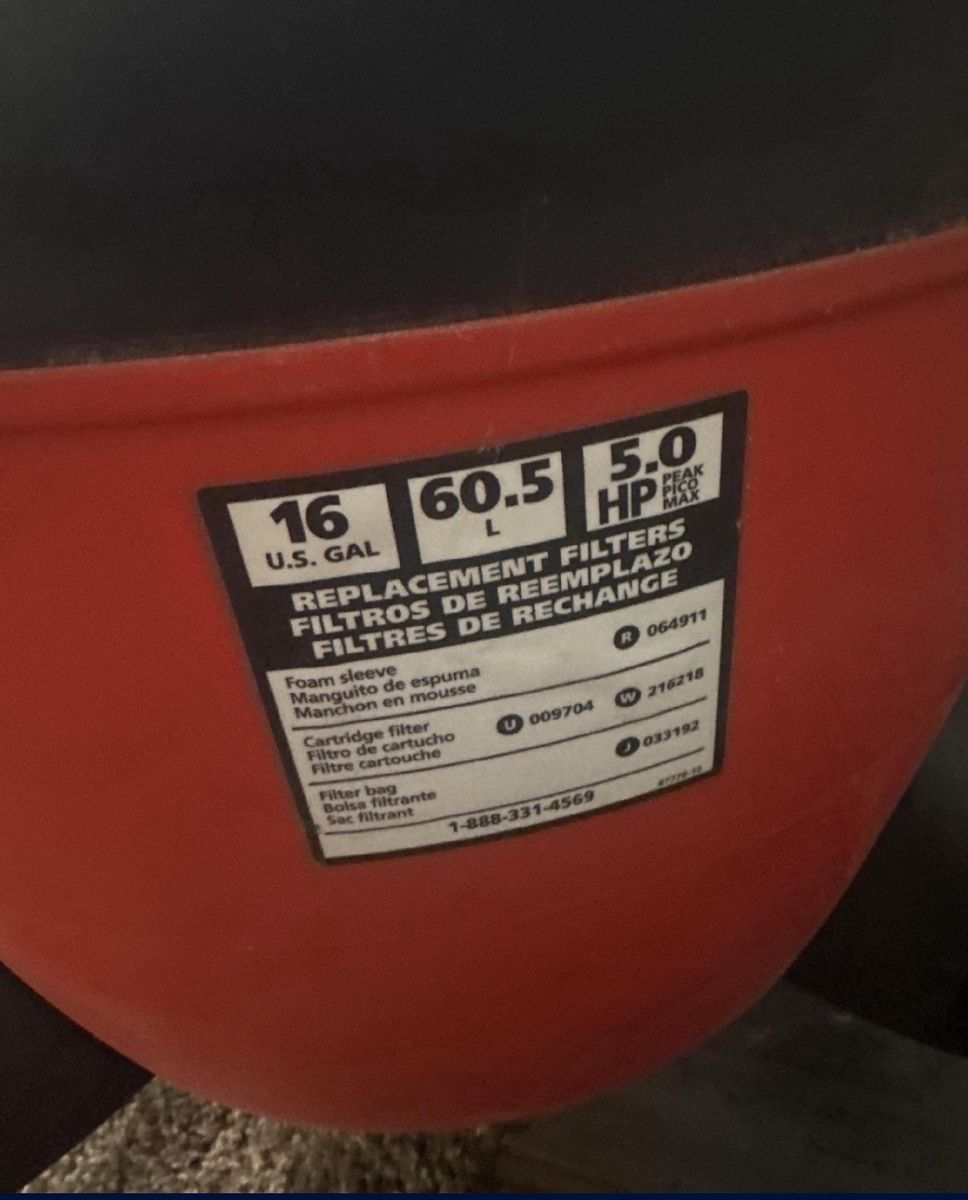 16
U.S. GAL
60.5
L
5.0
HP PEAK
PICO
MAX
REPLACEMENT FILTERS
FILTROS DE REEMPLAZO
FILTRES DE RECHANGE
Foam sleeve
Manguito de espuma
Manchon en mousse
R 064911
Cartridge filter
Filtro de cartucho
Filtre cartouche
U 009704 W 216218
Filter bag
Bolsa filtrante
Sac filtrant
J 033192
1-888-331-4569